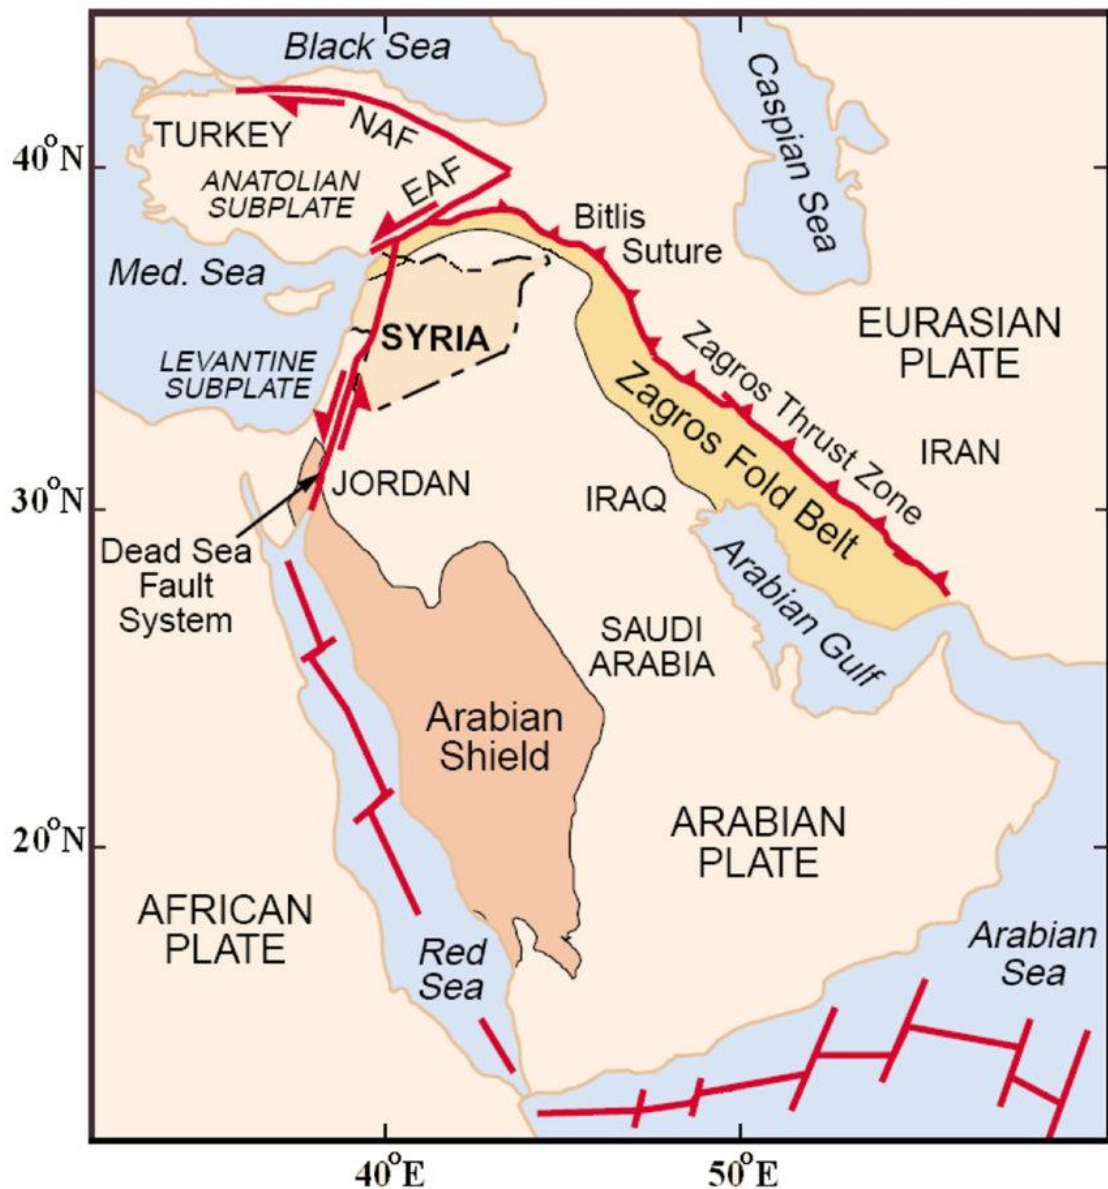 Black Sea
Caspian Sea
TURKEY
NAF
40°N
EAF
ANATOLIAN
SUBPLATE
Bitlis
Suture
Med. Sea
SYRIA
EURASIAN
PLATE
LEVANTINE
SUBPLATE
Zagros Thrust Zone
Zagros Fold Belt
IRAN
JORDAN
IRAQ
30°N
Dead Sea
Fault
System
Arabian Gulf
SAUDI
ARABIA
Arabian
Shield
ARABIAN
PLATE
20°N
AFRICAN
PLATE
Red
Sea
Arabian
Sea
40°E
50°E